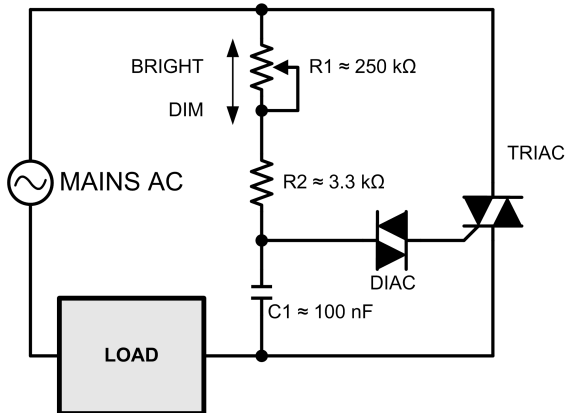 BRIGHT
R1 ≈ 250 kΩ
DIM
TRIAC
MAINS AC
R2 ≈ 3.3 kΩ
DIAC
C1 ≈ 100 nF
LOAD